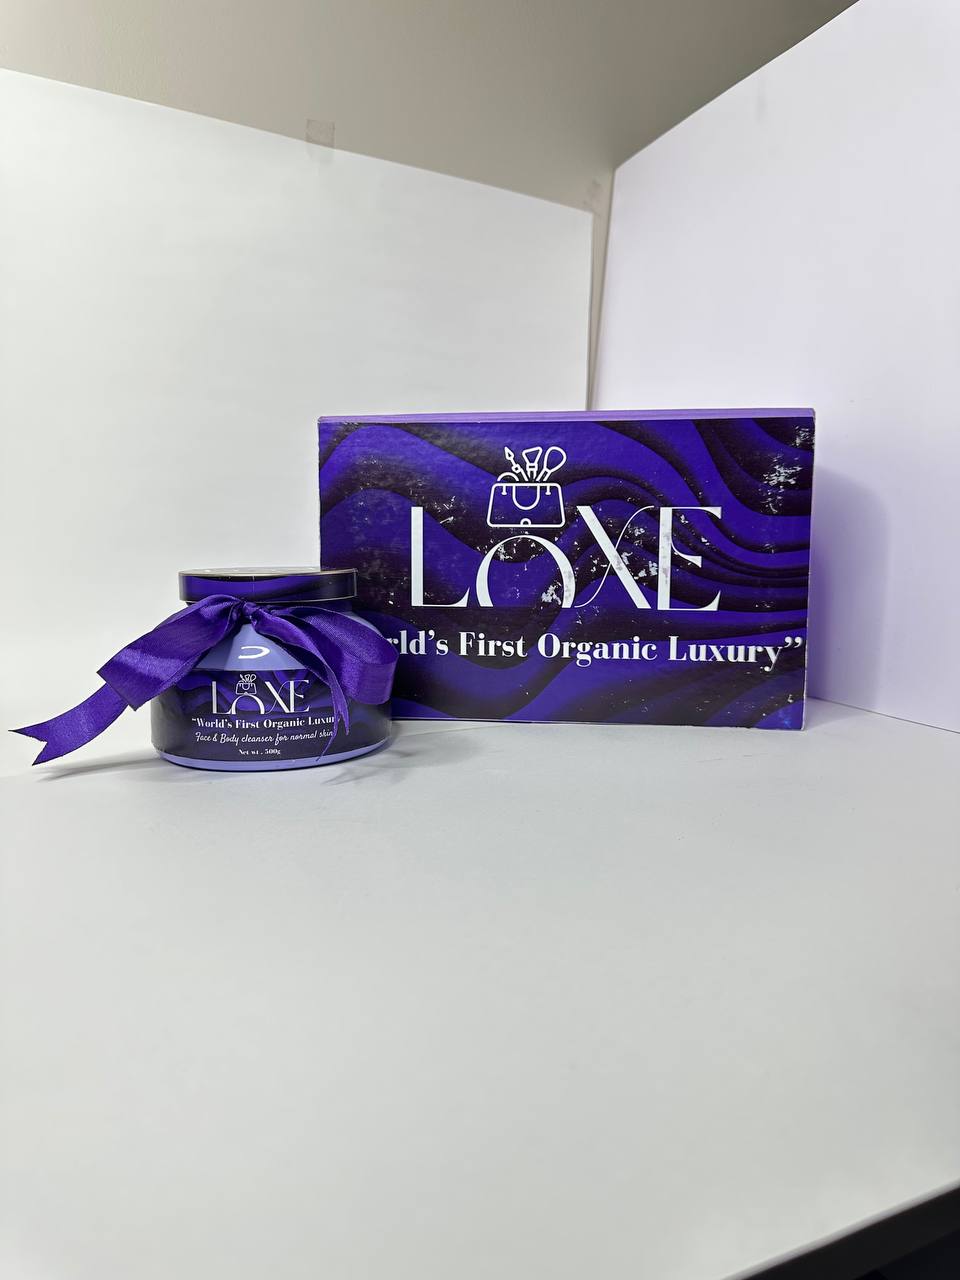 LOXE
rld’s First Organic Luxury”
LOXE
“World’s First Organic Luxur
Face & Body cleanser for normal skin
Net wt . 500g